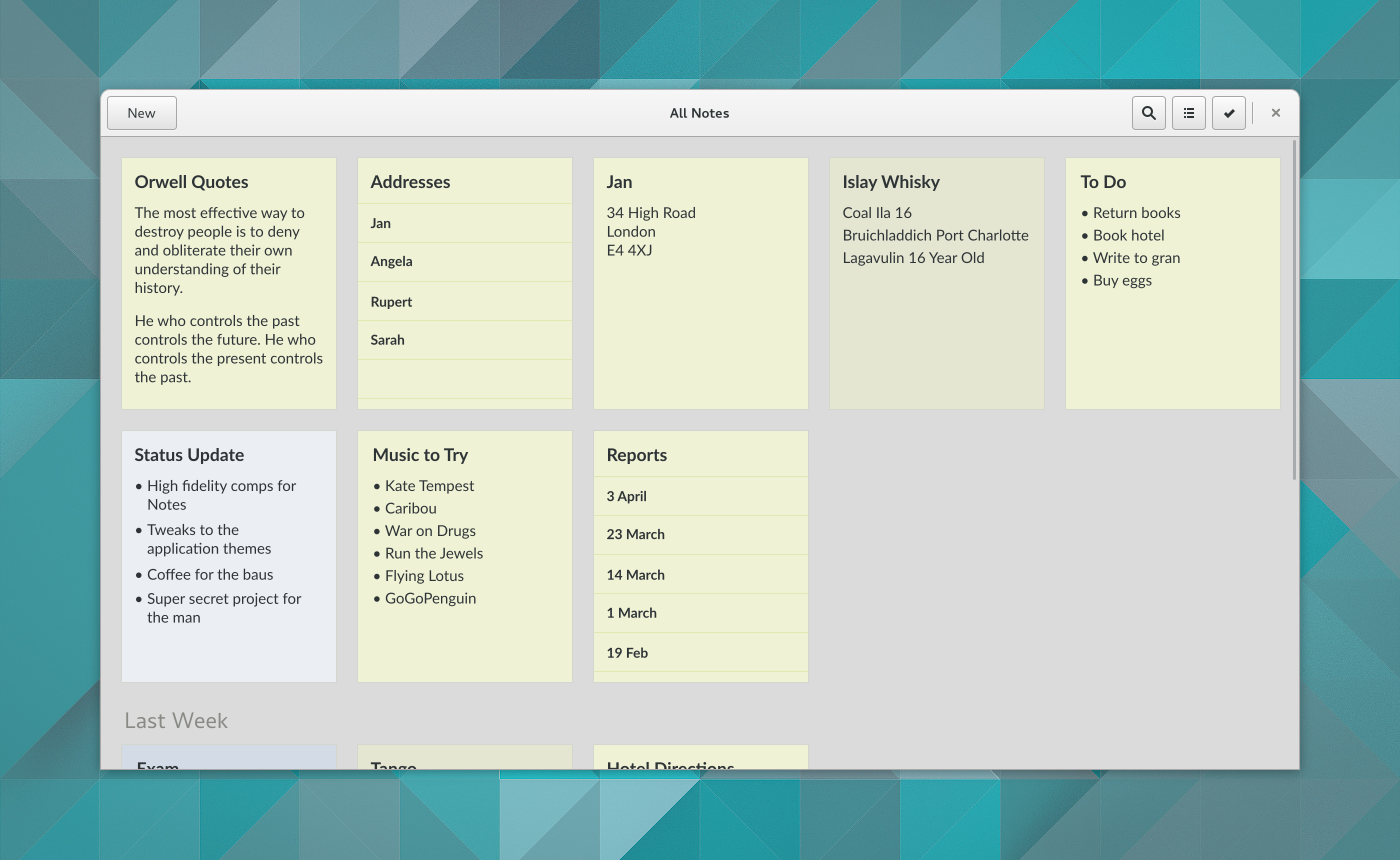 New
All Notes
Orwell Quotes
The most effective way to
destroy people is to deny
and obliterate their own
understanding of their
history.
He who controls the past
controls the future. He who
controls the present controls
the past.
Addresses
Jan
Angela
Rupert
Sarah
Jan
34 High Road
London
E4 4XJ
Islay Whisky
Coal Ila 16
Bruichladdich Port Charlotte
Lagavulin 16 Year Old
To Do
• Return books
• Book hotel
• Write to gran
• Buy eggs
Status Update
• High fidelity comps for
Notes
• Tweaks to the
application themes
• Coffee for the baus
• Super secret project for
the man
Music to Try
• Kate Tempest
• Caribou
• War on Drugs
• Run the Jewels
• Flying Lotus
• GoGoPenguin
Reports
3 April
23 March
14 March
1 March
19 Feb
Last Week
Exam
Tango
Hotel Directions